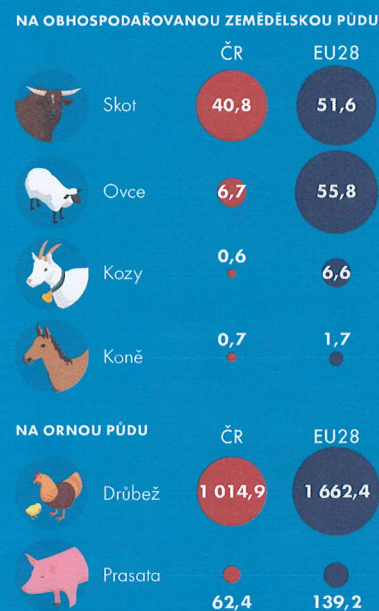 NA OBHOSPODAŘOVANOU ZEMĚDĚLSKOU PŮDU
ČR EU28
Skot 40,8 51,6
Ovce 6,7 55,8
Kozy 0,6 6,6
Koně 0,7 1,7
NA ORNOU PŮDU ČR EU28
Drůbež 1 014,9 1 662,4
Prasata 62,4 139,2